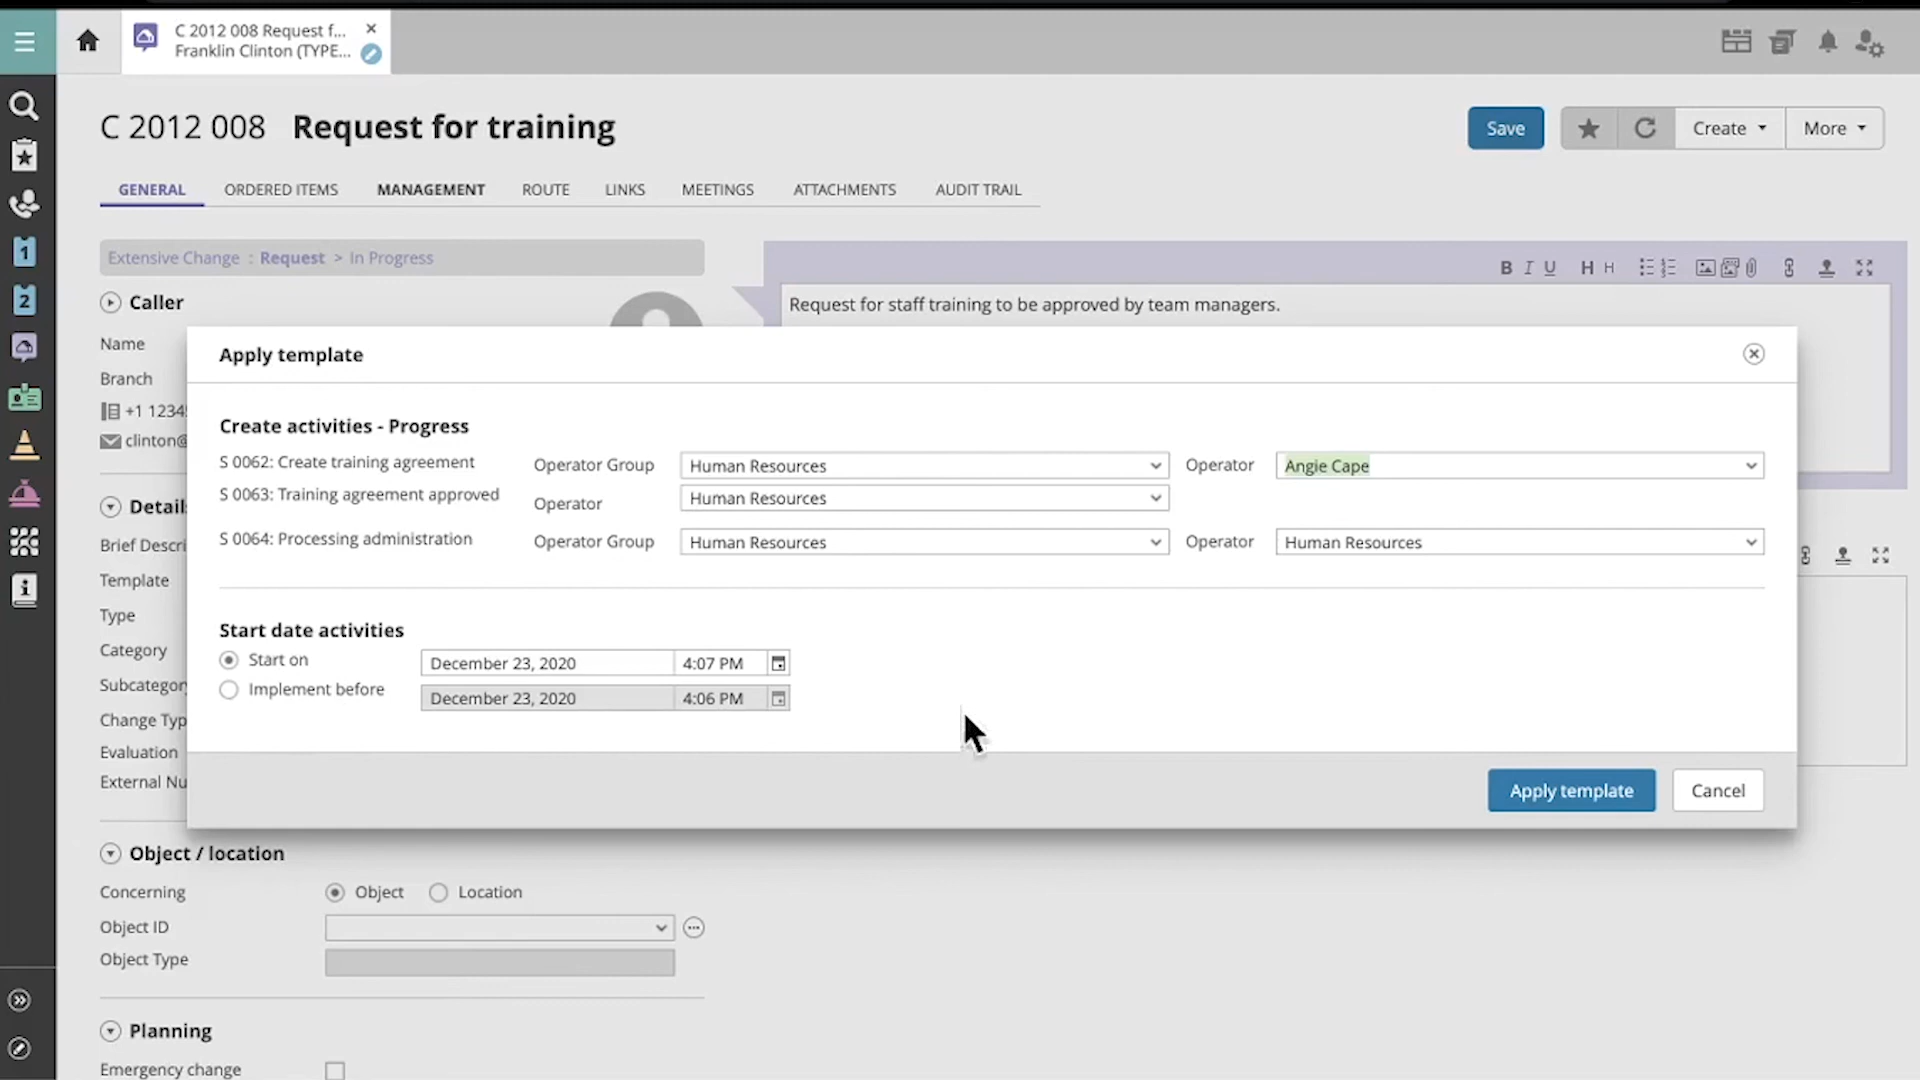 C 2012 008 Request f...
Franklin Clinton (TYPE...
C 2012 008 Request for training
Save
Create
More
GENERAL
ORDERED ITEMS
MANAGEMENT
ROUTE
LINKS
MEETINGS
ATTACHMENTS
AUDIT TRAIL
1
2
Extensive Change : Request > In Progress
B I U H H
Request for staff training to be approved by team managers.
Caller
Name
Branch
+1 1234
clinton@
Details
Brief Descri
Template
Type
Category
Subcategory
Change Typ
Evaluation
External Nu
Apply template
Create activities - Progress
S 0062: Create training agreement Operator Group Human Resources Operator Angie Cape
S 0063: Training agreement approved Operator Human Resources
S 0064: Processing administration Operator Group Human Resources Operator Human Resources
Start date activities
Start on December 23, 2020 4:07 PM
Implement before December 23, 2020 4:06 PM
Apply template
Cancel
Object / location
Concerning Object Location
Object ID
Object Type
Planning
Emergency change